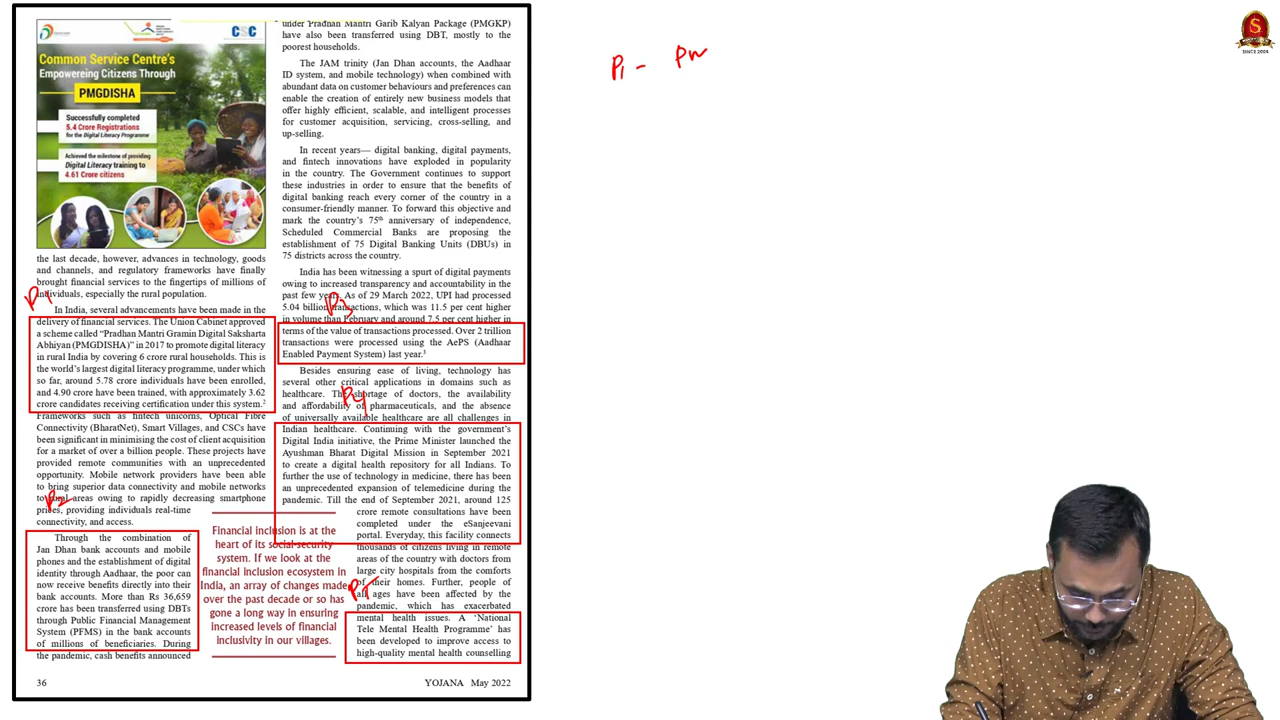 CSC
Common Service Centre's
Empowereing Citizens Through
PMGDISHA
Successfully completed
5.4 Crore Registrations
for the Digital Literacy Programme
Achieved the milestone of providing
Digital Literacy training to
4.61 Crore citizens
the last decade, however, advances in technology, goods
and channels, and regulatory frameworks have finally
brought financial services to the fingertips of millions of
individuals, especially the rural population.
P1
In India, several advancements have been made in the
delivery of financial services. The Union Cabinet approved
a scheme called "Pradhan Mantri Gramin Digital Saksharta
Abhiyan (PMGDISHA)" in 2017 to promote digital literacy
in rural India by covering 6 crore rural households. This is
the world's largest digital literacy programme, under which
so far, around 5.78 crore individuals have been enrolled,
and 4.90 crore have been trained, with approximately 3.62
crore candidates receiving certification under this system.2
Frameworks such as fintech unicorns, Optical Fibre
Connectivity (BharatNet), Smart Villages, and CSCs have
been significant in minimising the cost of client acquisition
for a market of over a billion people. These projects have
provided remote communities with an unprecedented
opportunity. Mobile network providers have been able
to bring superior data connectivity and mobile networks
to rural areas owing to rapidly decreasing smartphone
prices, providing individuals real-time
connectivity, and access.
P2
Through the combination of
Jan Dhan bank accounts and mobile
phones and the establishment of digital
identity through Aadhaar, the poor can
now receive benefits directly into their
bank accounts. More than Rs 36,659
crore has been transferred using DBTs
through Public Financial Management
System (PFMS) in the bank accounts
of millions of beneficiaries. During
the pandemic, cash benefits announced
Financial inclusion is at the
heart of its social-security
system. If we look at the
financial inclusion ecosystem in
India, an array of changes made
over the past decade or so has
gone a long way in ensuring
increased levels of financial
inclusivity in our villages.
under Pradhan Mantri Garib Kalyan Package (PMGKP)
have also been transferred using DBT, mostly to the
poorest households.
The JAM trinity (Jan Dhan accounts, the Aadhaar
ID system, and mobile technology) when combined with
abundant data on customer behaviours and preferences can
enable the creation of entirely new business models that
offer highly efficient, scalable, and intelligent processes
for customer acquisition, servicing, cross-selling, and
up-selling.
In recent years— digital banking, digital payments,
and fintech innovations have exploded in popularity
in the country. The Government continues to support
these industries in order to ensure that the benefits of
digital banking reach every corner of the country in a
consumer-friendly manner. To forward this objective and
mark the country's 75th anniversary of independence,
Scheduled Commercial Banks are proposing the
establishment of 75 Digital Banking Units (DBUs) in
75 districts across the country.
India has been witnessing a spurt of digital payments
owing to increased transparency and accountability in the
past few years. As of 29 March 2022, UPI had processed
5.04 billion transactions, which was 11.5 per cent higher
in volume than February and around 7.5 per cent higher in
terms of the value of transactions processed. Over 2 trillion
transactions were processed using the AePS (Aadhaar
Enabled Payment System) last year.3
P3
Besides ensuring ease of living, technology has
several other critical applications in domains such as
healthcare. The shortage of doctors, the availability
and affordability of pharmaceuticals, and the absence
of universally available healthcare are all challenges in
Indian healthcare. Continuing with the government's
Digital India initiative, the Prime Minister launched the
Ayushman Bharat Digital Mission in September 2021
to create a digital health repository for all Indians. To
further the use of technology in medicine, there has been
an unprecedented expansion of telemedicine during the
pandemic. Till the end of September 2021, around 125
crore remote consultations have been
completed under the eSanjeevani
portal. Everyday, this facility connects
thousands of citizens living in remote
areas of the country with doctors from
large city hospitals from the comforts
of their homes. Further, people of
all ages have been affected by the
pandemic, which has exacerbated
mental health issues. A 'National
Tele Mental Health Programme' has
been developed to improve access to
high-quality mental health counselling
P4
36
YOJANA May 2022
P1 - PM
S
SINCE 2004